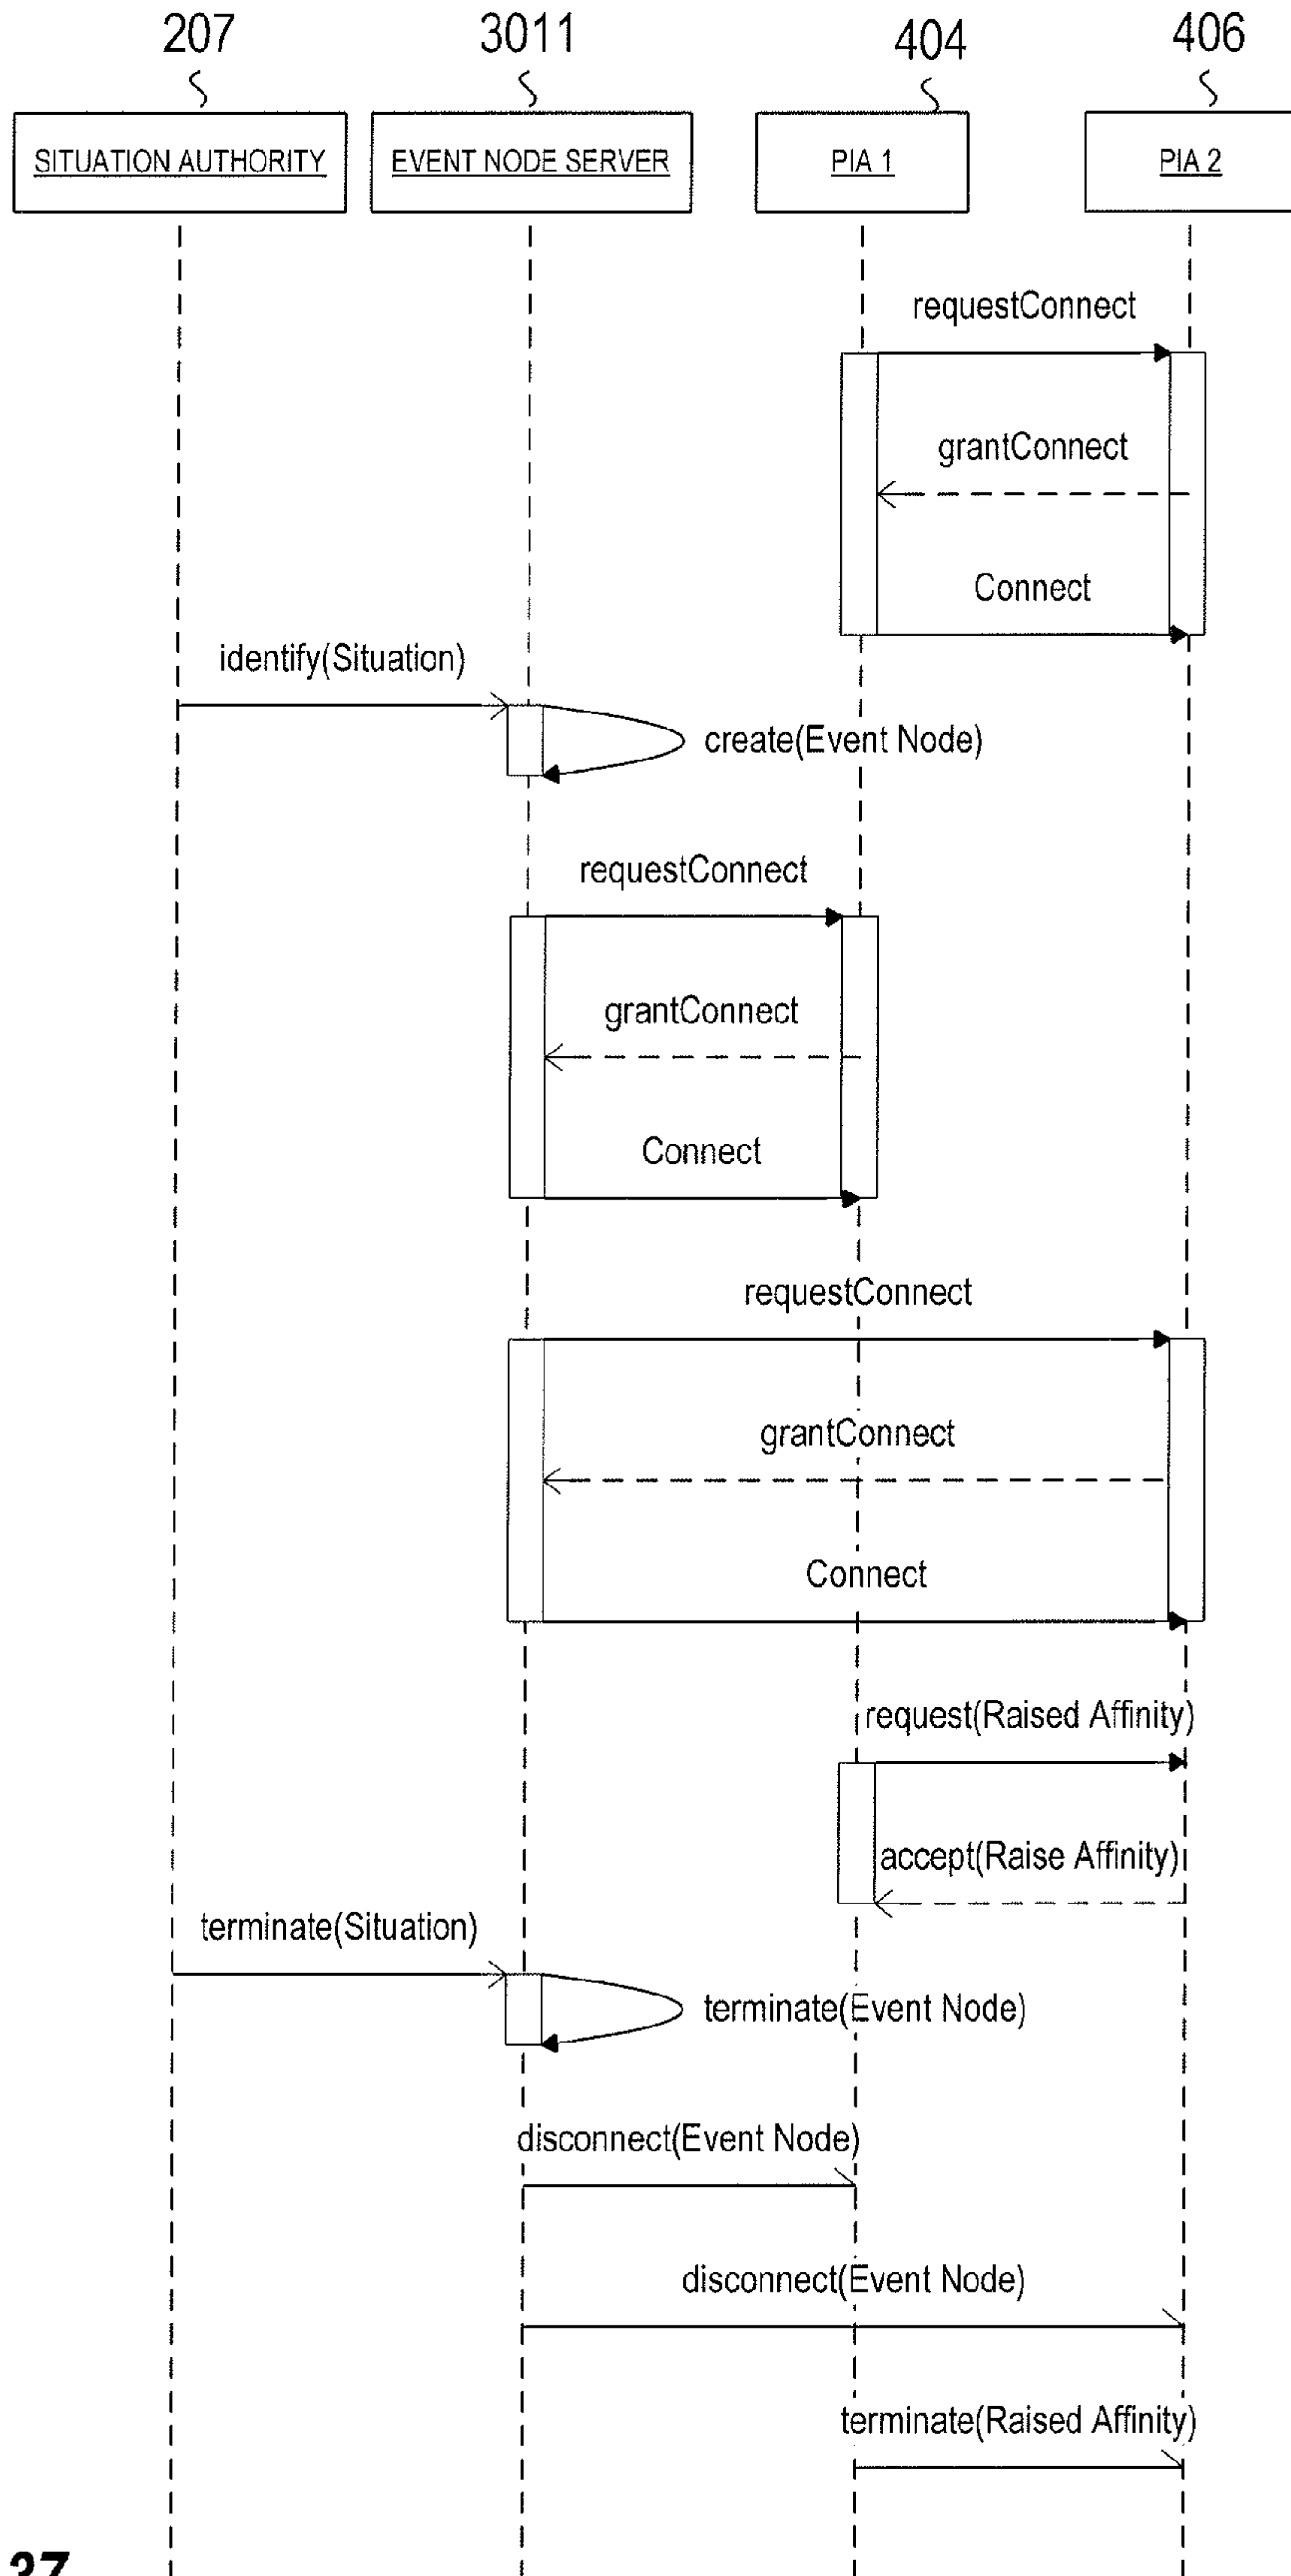 207
3011
404
406
SITUATION AUTHORITY
EVENT NODE SERVER
PIA 1
PIA 2
requestConnect
grantConnect
Connect
identify(Situation)
create(Event Node)
requestConnect
grantConnect
Connect
requestConnect
grantConnect
Connect
request(Raised Affinity)
accept(Raise Affinity)
terminate(Situation)
terminate(Event Node)
disconnect(Event Node)
disconnect(Event Node)
terminate(Raised Affinity)
37